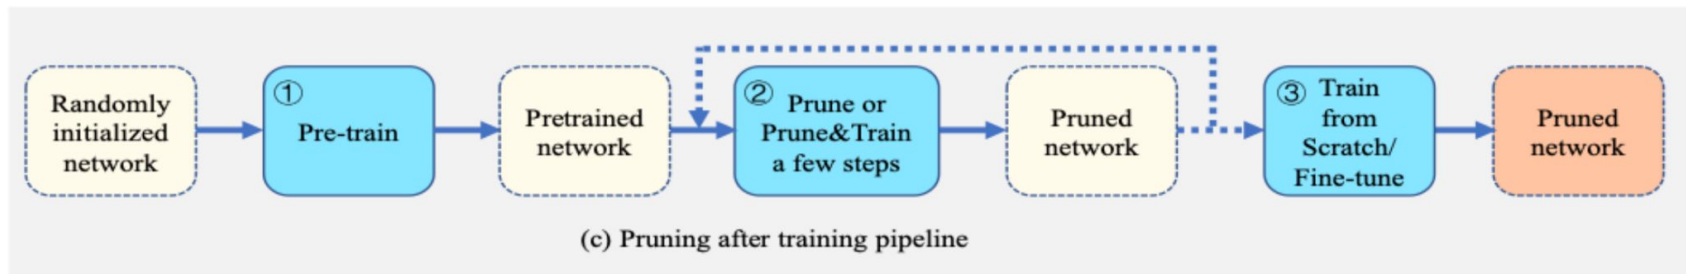 Randomly
initialized
network
①
Pre-train
Pretrained
network
②
Prune or
Prune&Train
a few steps
Pruned
network
③
Train
from
Scratch/
Fine-tune
Pruned
network
(c) Pruning after training pipeline